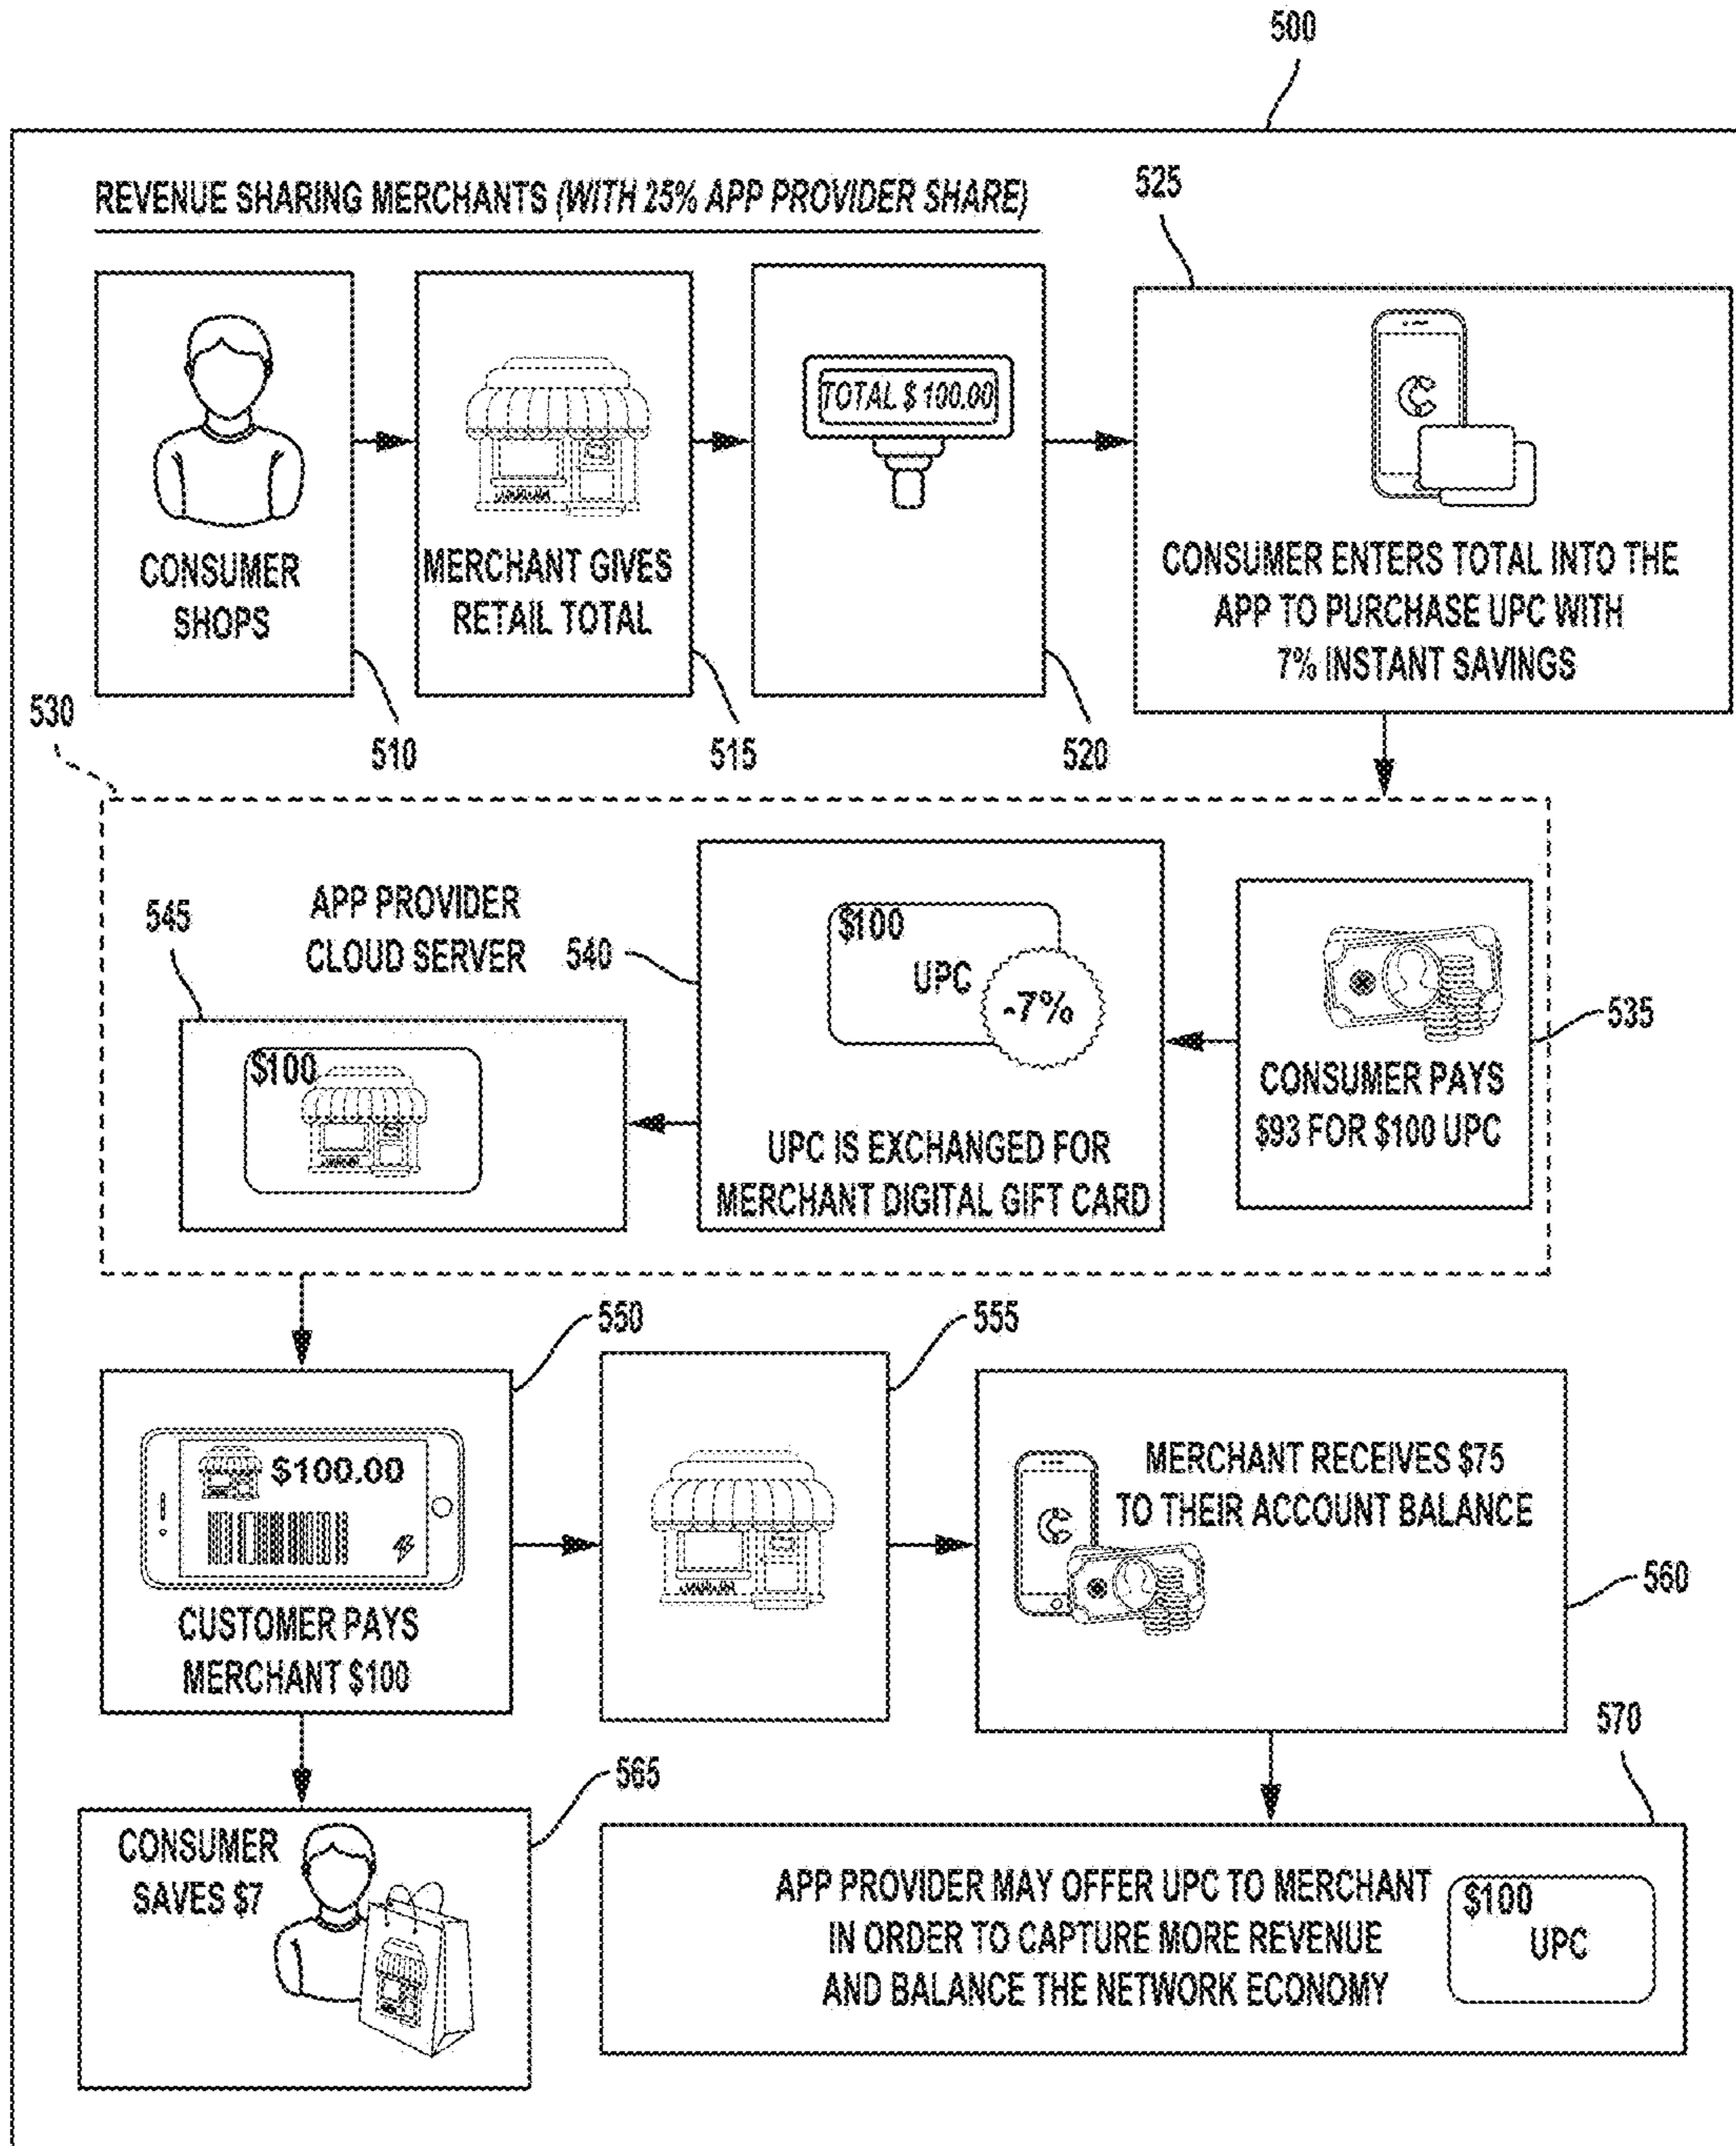 500
REVENUE SHARING MERCHANTS (WITH 25% APP PROVIDER SHARE)
525
CONSUMER
SHOPS
MERCHANT GIVES
RETAIL TOTAL
TOTAL $ 100.00
CONSUMER ENTERS TOTAL INTO THE
APP TO PURCHASE UPC WITH
7% INSTANT SAVINGS
530
510
515
520
APP PROVIDER
CLOUD SERVER
545
540
$100
UPC
-7%
UPC IS EXCHANGED FOR
MERCHANT DIGITAL GIFT CARD
535
CONSUMER PAYS
$93 FOR $100 UPC
$100
550
555
$100.00
CUSTOMER PAYS
MERCHANT $100
MERCHANT RECEIVES $75
TO THEIR ACCOUNT BALANCE
560
570
565
CONSUMER
SAVES $7
APP PROVIDER MAY OFFER UPC TO MERCHANT
IN ORDER TO CAPTURE MORE REVENUE
AND BALANCE THE NETWORK ECONOMY
$100
UPC